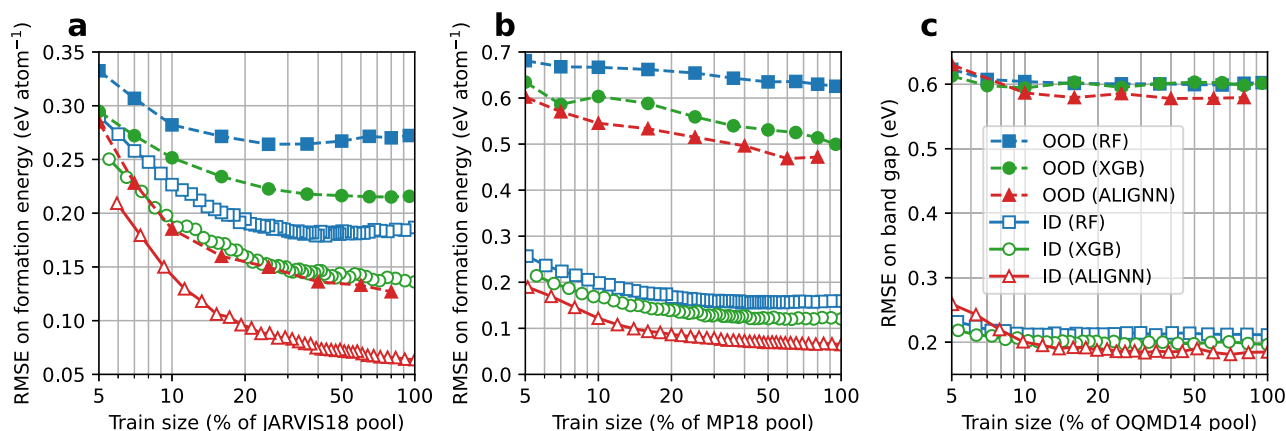 a
RMSE on formation energy (eV atom−1)
0.35
0.30
0.25
0.20
0.15
0.10
0.05
5
10
20
50
100
Train size (% of JARVIS18 pool)
b
RMSE on formation energy (eV atom−1)
0.7
0.6
0.5
0.4
0.3
0.2
0.1
0.0
5
10
20
50
100
Train size (% of MP18 pool)
c
RMSE on band gap (eV)
0.6
0.5
0.4
0.3
0.2
OOD (RF)
OOD (XGB)
OOD (ALIGNN)
ID (RF)
ID (XGB)
ID (ALIGNN)
5
10
20
50
100
Train size (% of OQMD14 pool)